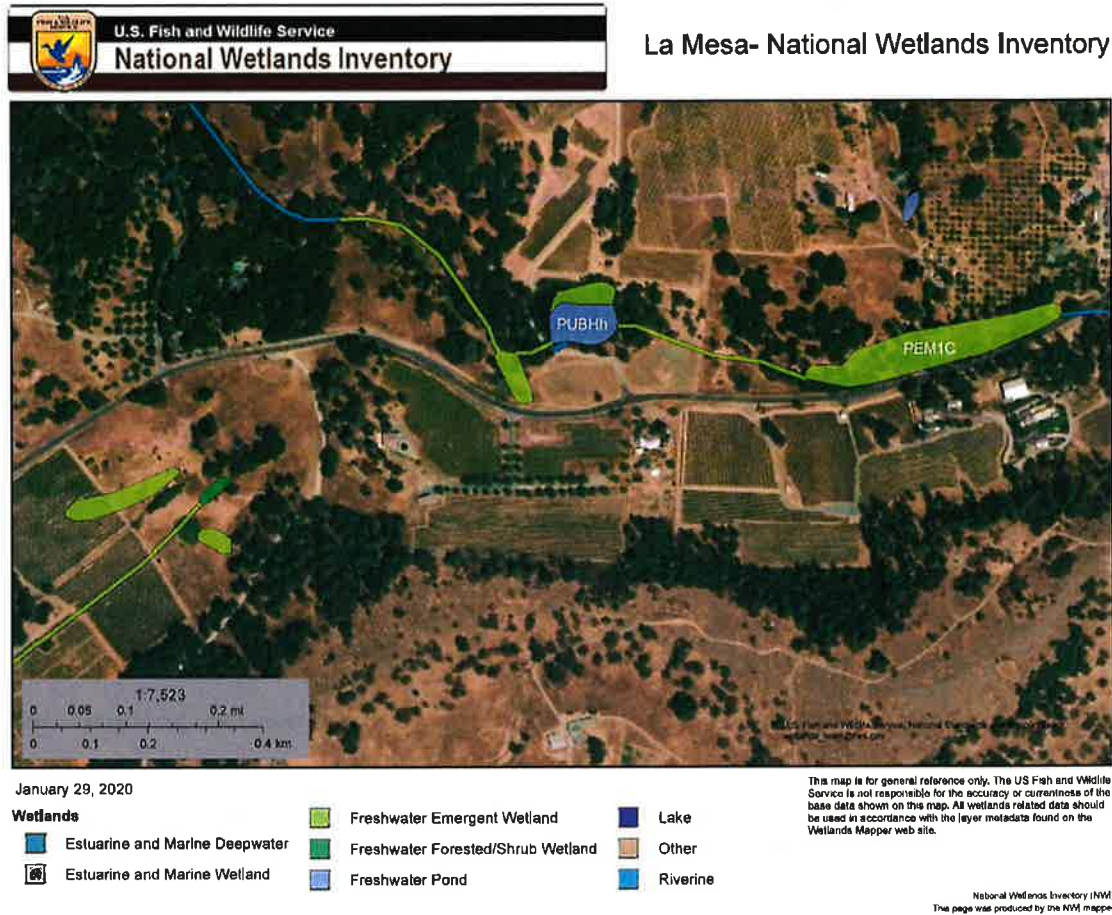 U.S. Fish and Wildlife Service
National Wetlands Inventory
La Mesa- National Wetlands Inventory
PUBHh
PEM1C
1:7,523
0 0.05 0.1 0.2 mi
0 0.1 0.2 0.4 km
January 29, 2020
Wetlands
Estuarine and Marine Deepwater
Estuarine and Marine Wetland
Freshwater Emergent Wetland
Freshwater Forested/Shrub Wetland
Freshwater Pond
Lake
Other
Riverine
This map is for general reference only. The US Fish and Wildlife
Service is not responsible for the accuracy or currentness of the
base data shown on this map. All wetlands related data should
be used in accordance with the layer metadata found on the
Wetlands Mapper web site.
National Wetlands Inventory (NWI
This page was produced by the NWI mappe